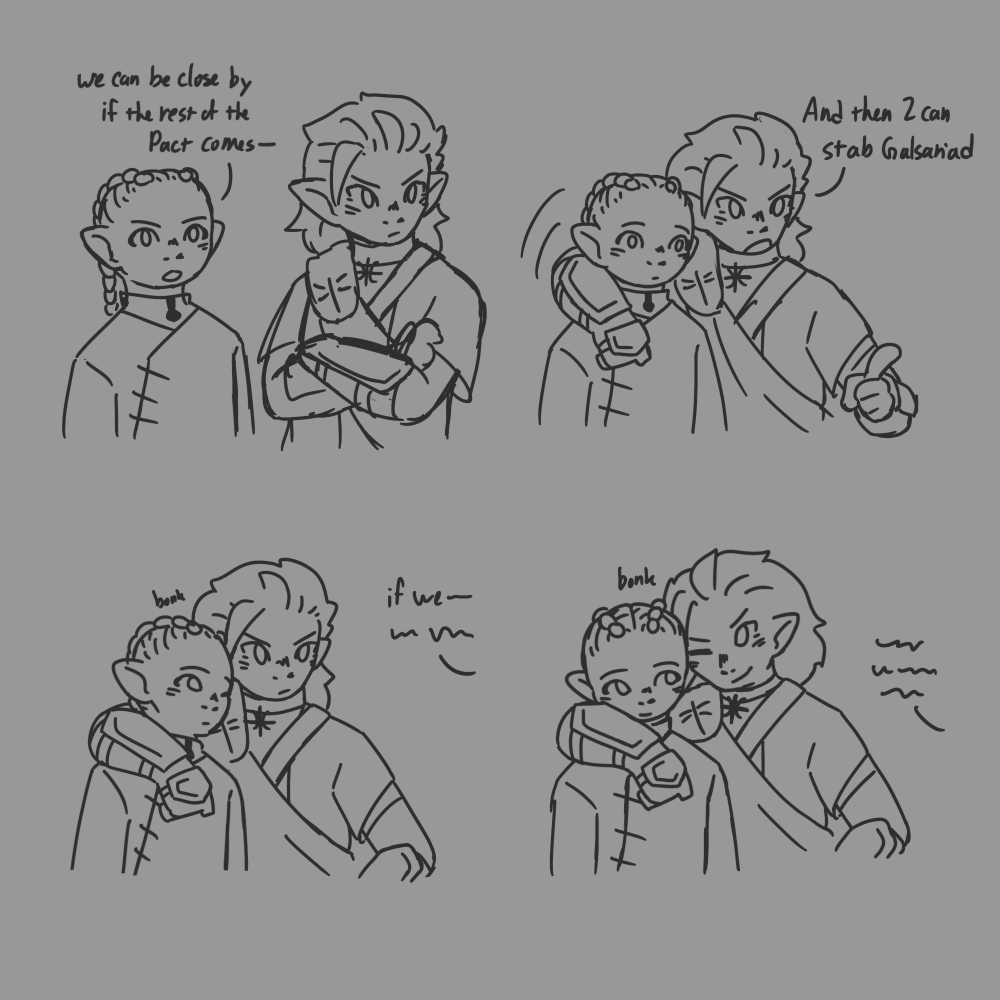 we can be close by
if the rest of the
Pact comes—
And then I can
stab Galsariad
bonk
if we—
bonk